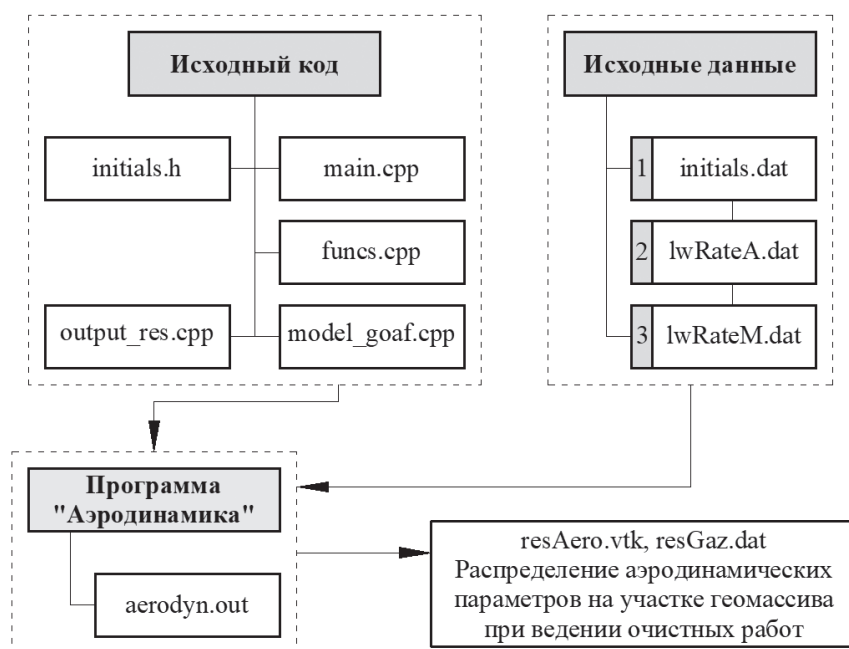 Исходный код
initials.h
main.cpp
funcs.cpp
output_res.cpp
model_goaf.cpp
Исходные данные
1 initials.dat
2 lwRateA.dat
3 lwRateM.dat
Программа
"Аэродинамика"
aerodyn.out
resAero.vtk, resGaz.dat
Распределение аэродинамических
параметров на участке геомассива
при ведении очистных работ